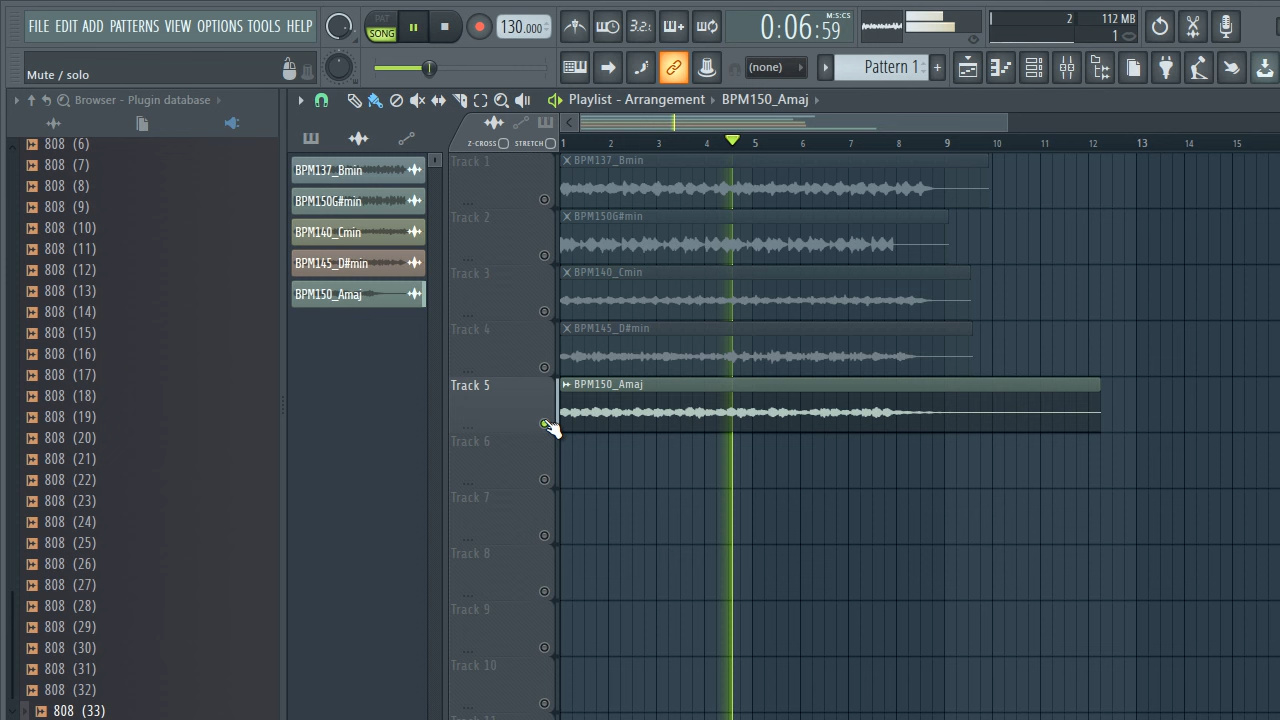 FILE EDIT ADD PATTERNS VIEW OPTIONS TOOLS HELP
PAT
SONG
130.000
3.2:
0:06:59
M:S:CS
2
112 MB
1
Mute / solo
(none)
Pattern 1
+
Browser - Plugin database
Playlist - Arrangement
BPM150_Amaj
Z-CROSS
STRETCH
1 2 3 4 5 6 7 8 9 10 11 12 13 14 15
808 (6)
808 (7)
808 (8)
808 (9)
808 (10)
808 (11)
808 (12)
808 (13)
808 (14)
808 (15)
808 (16)
808 (17)
808 (18)
808 (19)
808 (20)
808 (21)
808 (22)
808 (23)
808 (24)
808 (25)
808 (26)
808 (27)
808 (28)
808 (29)
808 (30)
808 (31)
808 (32)
808 (33)
BPM137_Bmin
BPM150G#min
BPM140_Cmin
BPM145_D#min
BPM150_Amaj
Track 1
BPM137_Bmin
Track 2
BPM150G#min
Track 3
BPM140_Cmin
Track 4
BPM145_D#min
Track 5
BPM150_Amaj
Track 6
Track 7
Track 8
Track 9
Track 10